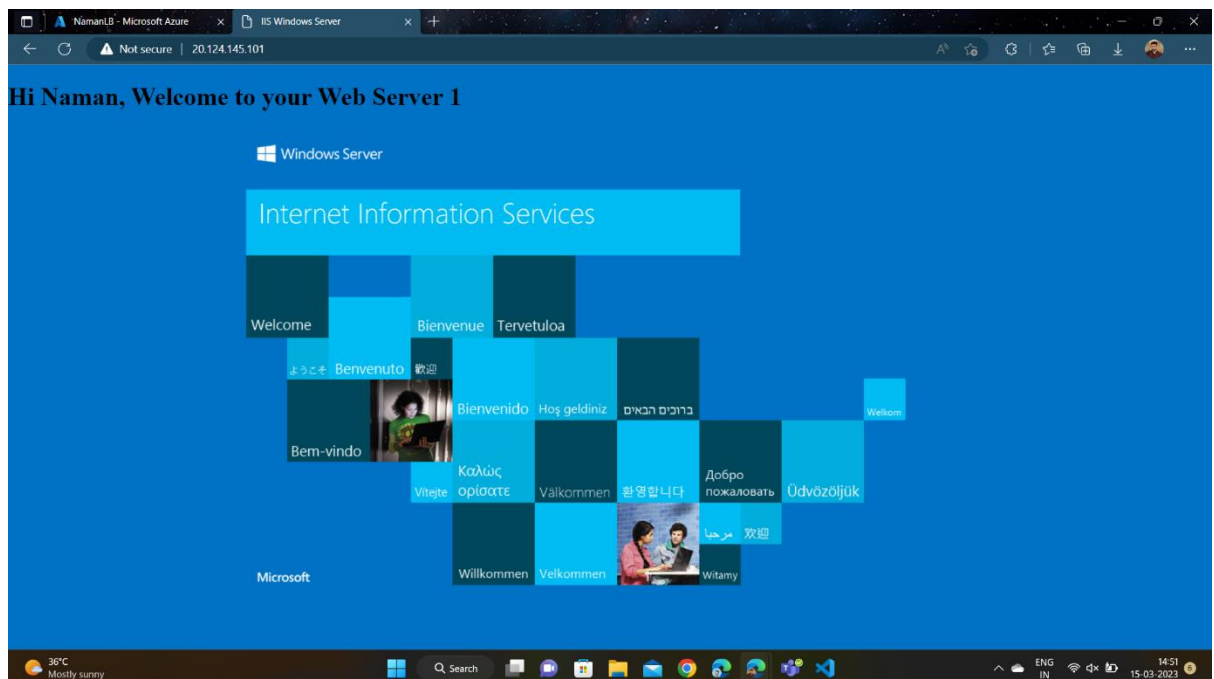 NamanLB - Microsoft Azure
IIS Windows Server
Not secure | 20.124.145.101
Hi Naman, Welcome to your Web Server 1
Windows Server
Internet Information Services
Welcome
Bienvenue
Tervetuloa
ようこそ
Benvenuto
歡迎
Bienvenido
Hoş geldiniz
ברוכים הבאים
Welkom
Bem-vindo
Vítejte
Καλώς
ορίσατε
Välkommen
환영합니다
Добро
пожаловать
Üdvözöljük
مرحبا
欢迎
Microsoft
Willkommen
Velkommen
Witamy
36°C
Mostly sunny
Search
ENG
IN
14:51
15-03-2023
6